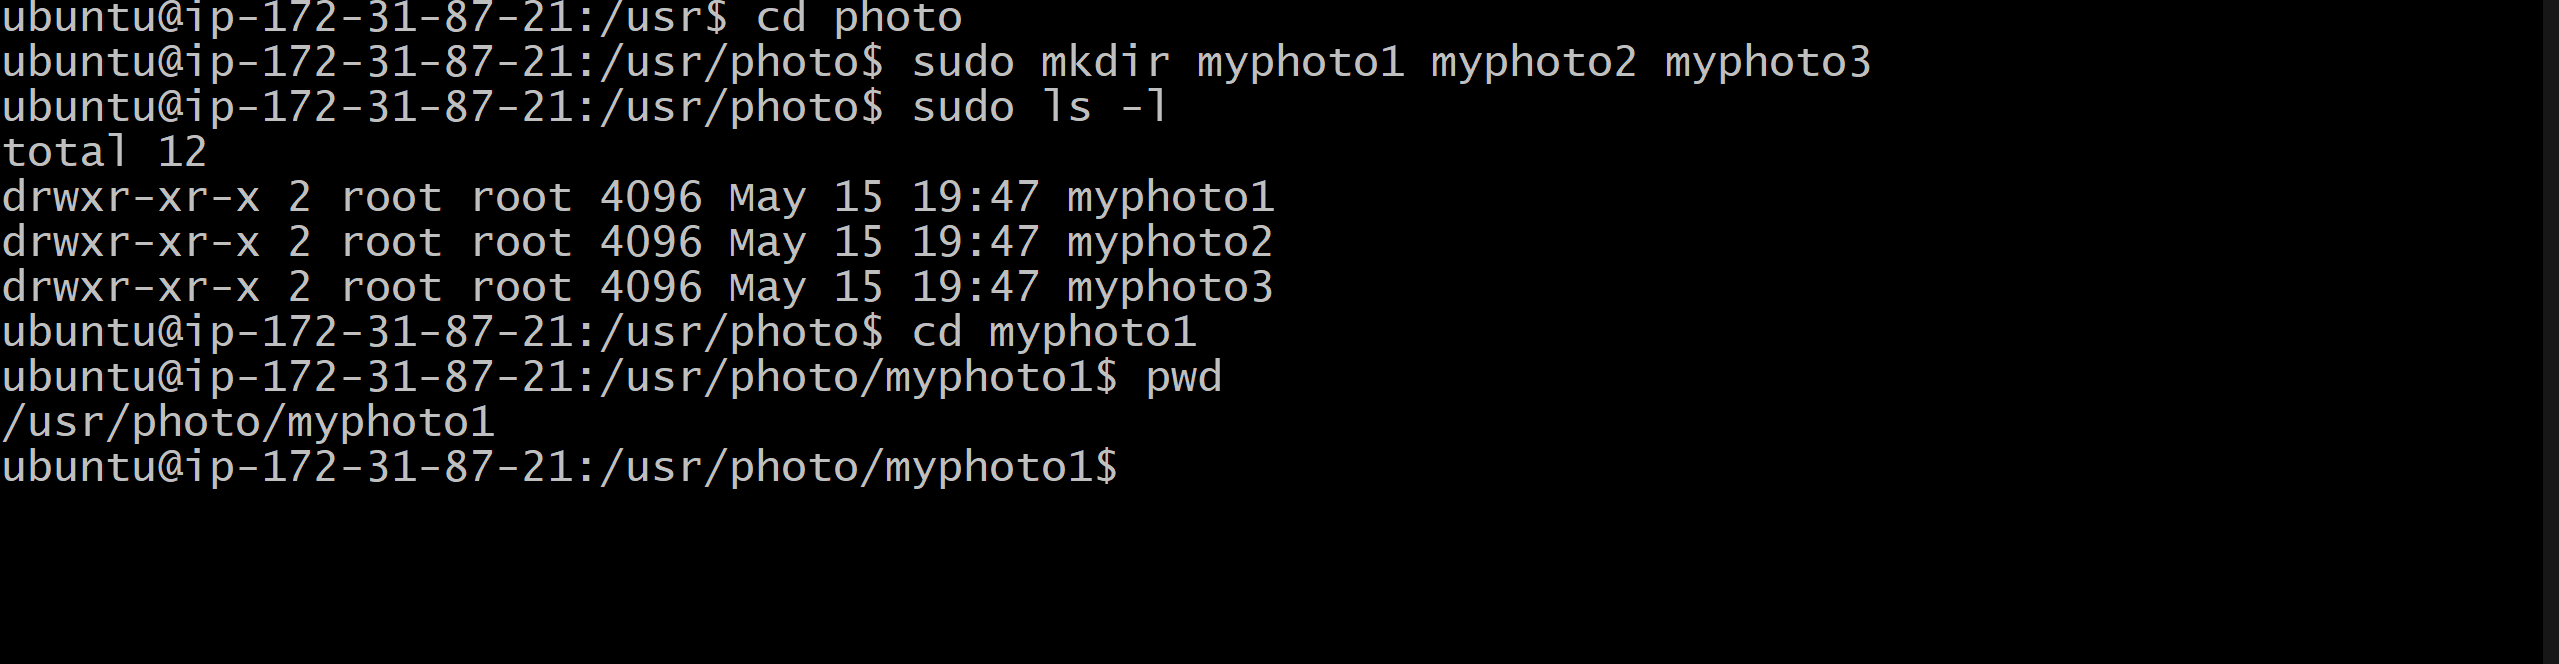 ubuntu@ip-172-31-87-21:/usr$ cd photo
ubuntu@ip-172-31-87-21:/usr/photo$ sudo mkdir myphoto1 myphoto2 myphoto3
ubuntu@ip-172-31-87-21:/usr/photo$ sudo ls -l
total 12
drwxr-xr-x 2 root root 4096 May 15 19:47 myphoto1
drwxr-xr-x 2 root root 4096 May 15 19:47 myphoto2
drwxr-xr-x 2 root root 4096 May 15 19:47 myphoto3
ubuntu@ip-172-31-87-21:/usr/photo$ cd myphoto1
ubuntu@ip-172-31-87-21:/usr/photo/myphoto1$ pwd
/usr/photo/myphoto1
ubuntu@ip-172-31-87-21:/usr/photo/myphoto1$